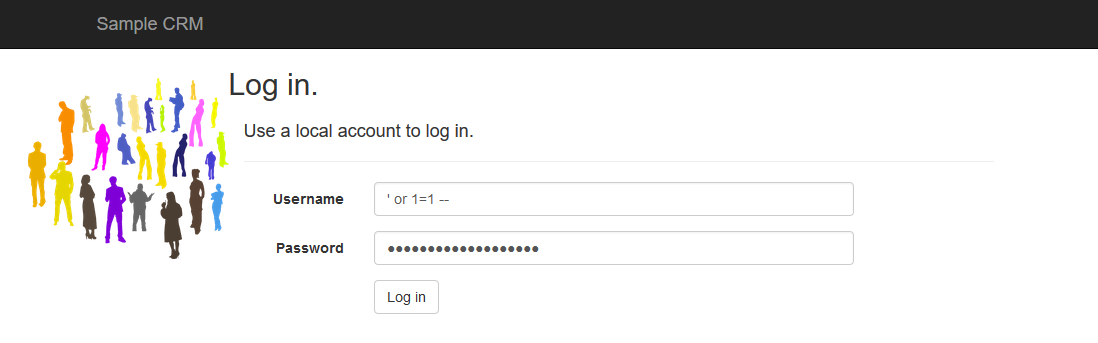 Sample CRM
Log in.
Use a local account to log in.
Username ' or 1=1 --
Password ●●●●●●●●●●●●●●●●●●●
Log in